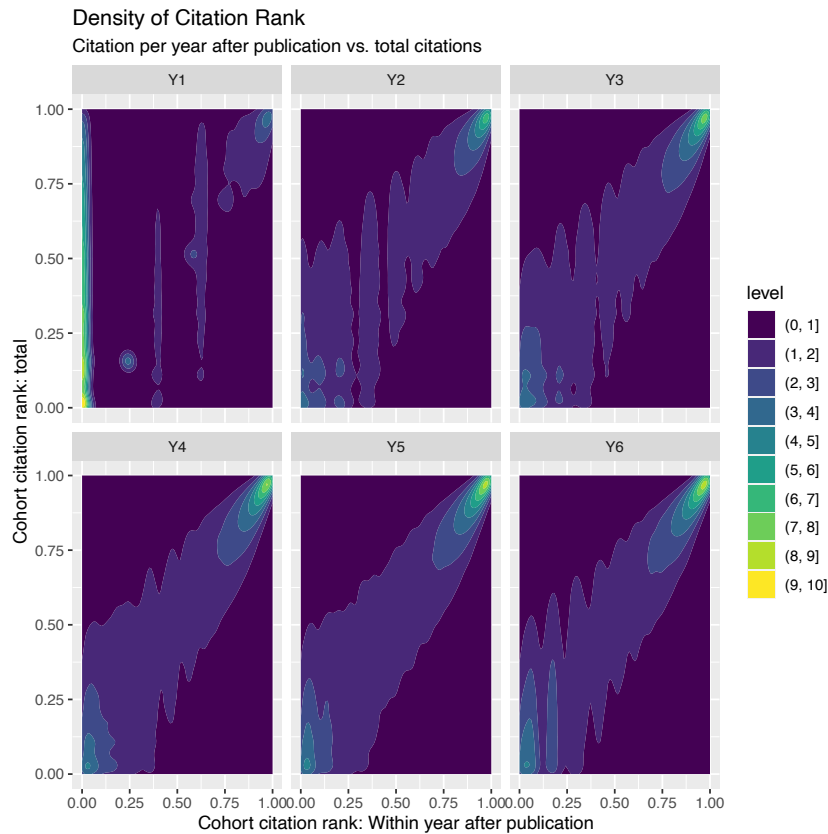 Density of Citation Rank
Citation per year after publication vs. total citations
Y1 Y2 Y3
1.00
0.75
0.50
0.25
0.00
Y4 Y5 Y6
1.00
0.75
0.50
0.25
0.00
0.00 0.25 0.50 0.75 1.00 0.00 0.25 0.50 0.75 1.00 0.00 0.25 0.50 0.75 1.00
Cohort citation rank: Within year after publication
Cohort citation rank: total
level
(0, 1]
(1, 2]
(2, 3]
(3, 4]
(4, 5]
(5, 6]
(6, 7]
(7, 8]
(8, 9]
(9, 10]